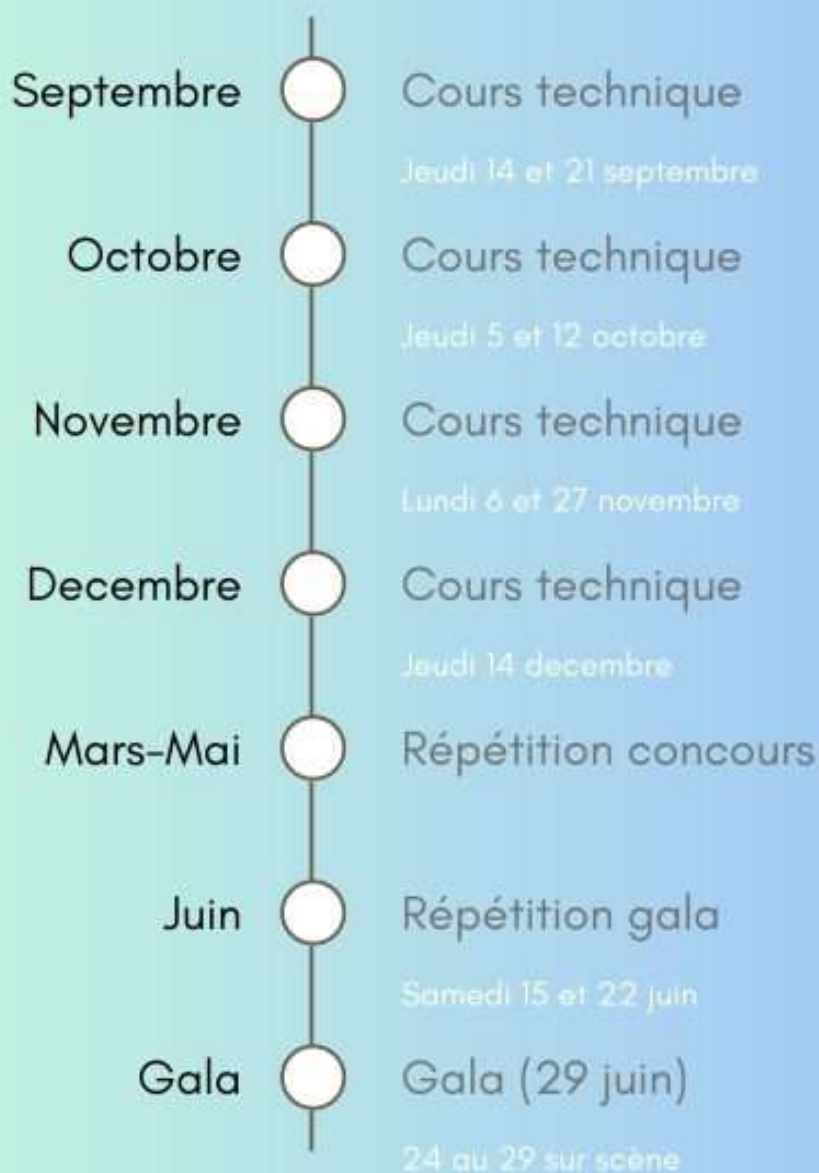 Septembre
Cours technique
Jeudi 14 et 21 septembre
Octobre
Cours technique
Jeudi 5 et 12 octobre
Novembre
Cours technique
Lundi 6 et 27 novembre
Decembre
Cours technique
Jeudi 14 decembre
Mars-Mai
Répétition concours
Juin
Répétition gala
Samedi 15 et 22 juin
Gala
Gala (29 juin)
24 au 29 sur scène